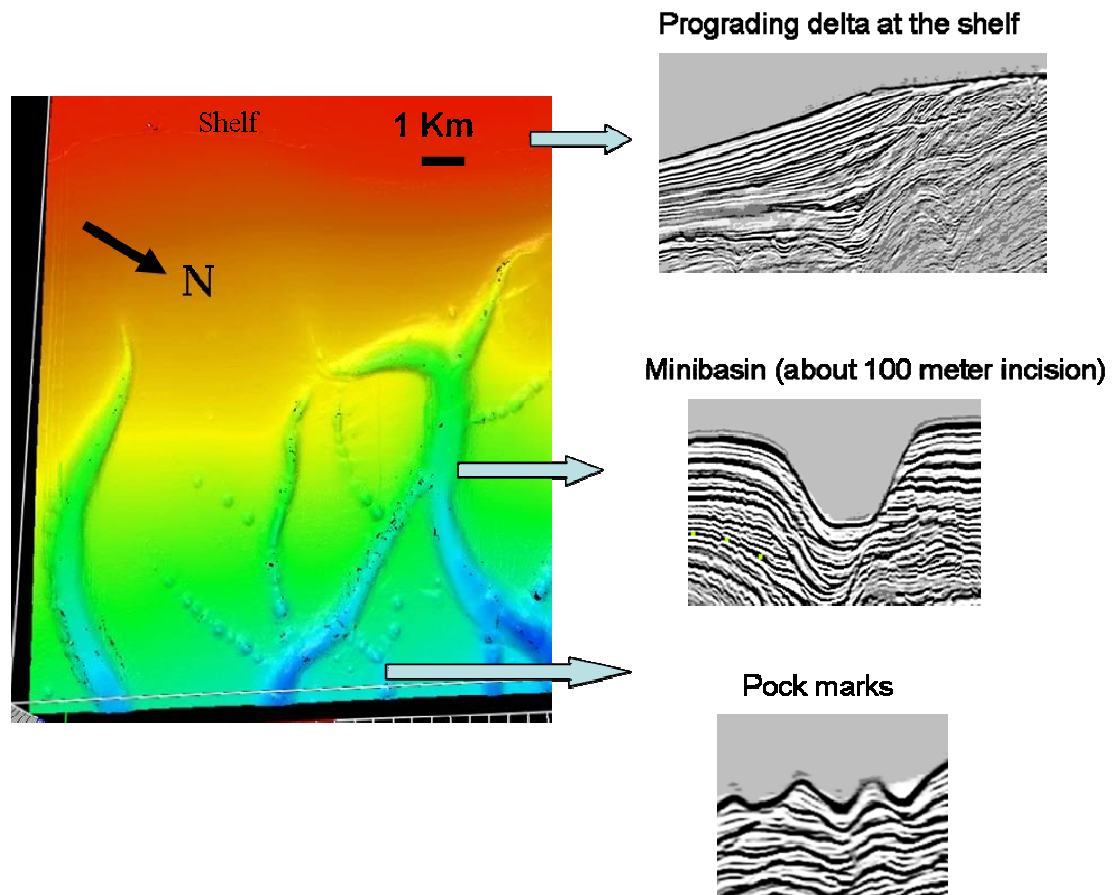 Prograding delta at the shelf
Shelf
1 Km
N
Minibasin (about 100 meter incision)
Pock marks